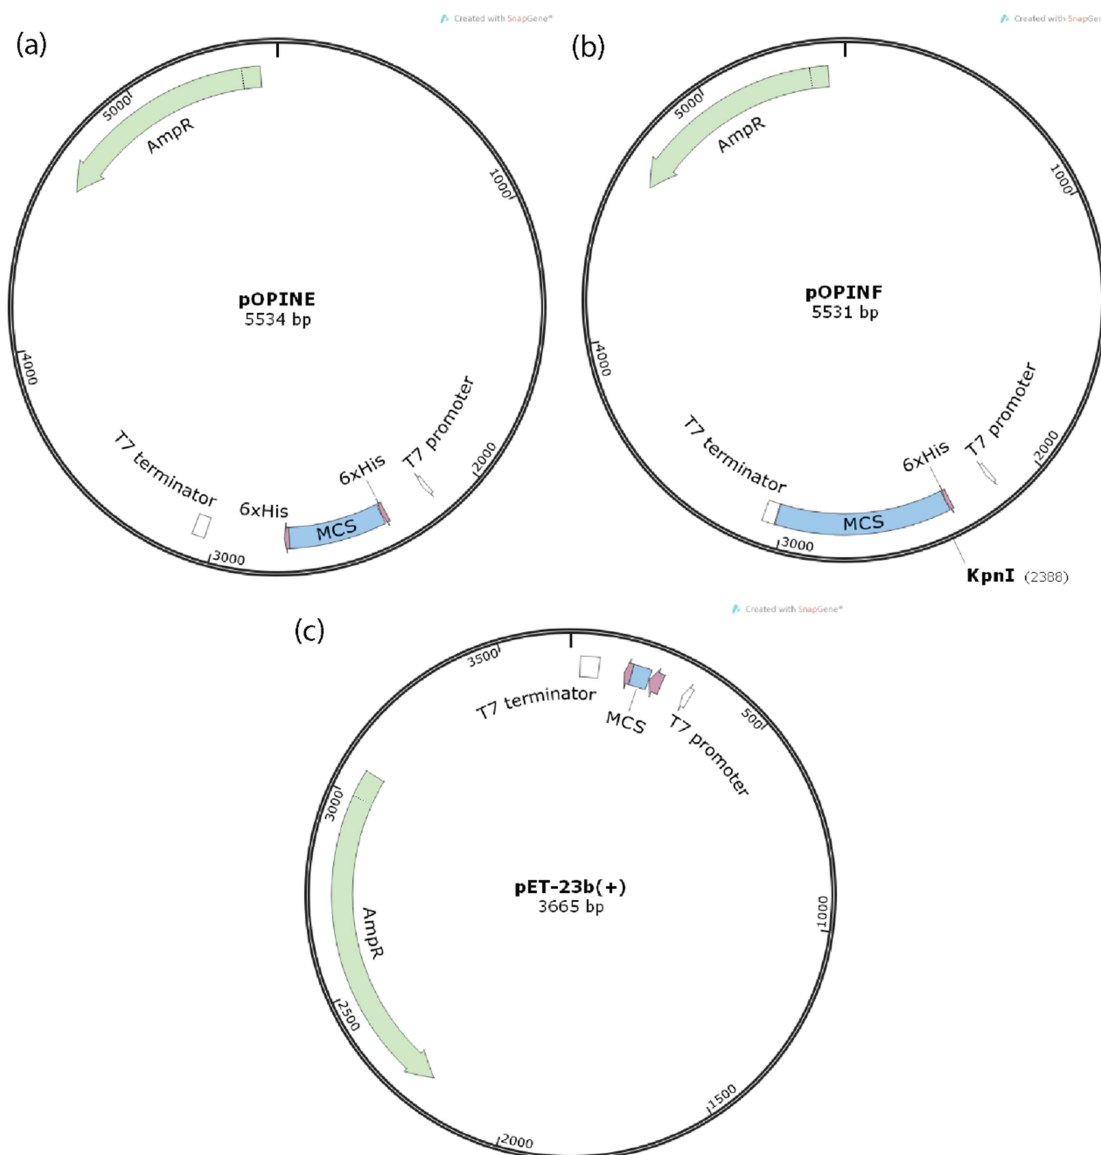 Created with SnapGene®
(a)
5000
AmpR
1000
pOPINE
5534 bp
4000
T7 terminator
T7 promoter
6xHis
2000
6xHis
MCS
3000
Created with SnapGene
(b)
5000
AmpR
1000
pOPINF
5531 bp
4000
T7 terminator
T7 promoter
6xHis
2000
MCS
3000
KpnI (2388)
Created with SnapGene®
(c)
3500
T7 terminator
MCS
T7 promoter
500
3000
pET-23b(+)
3665 bp
AmpR
1000
2500
1500
2000